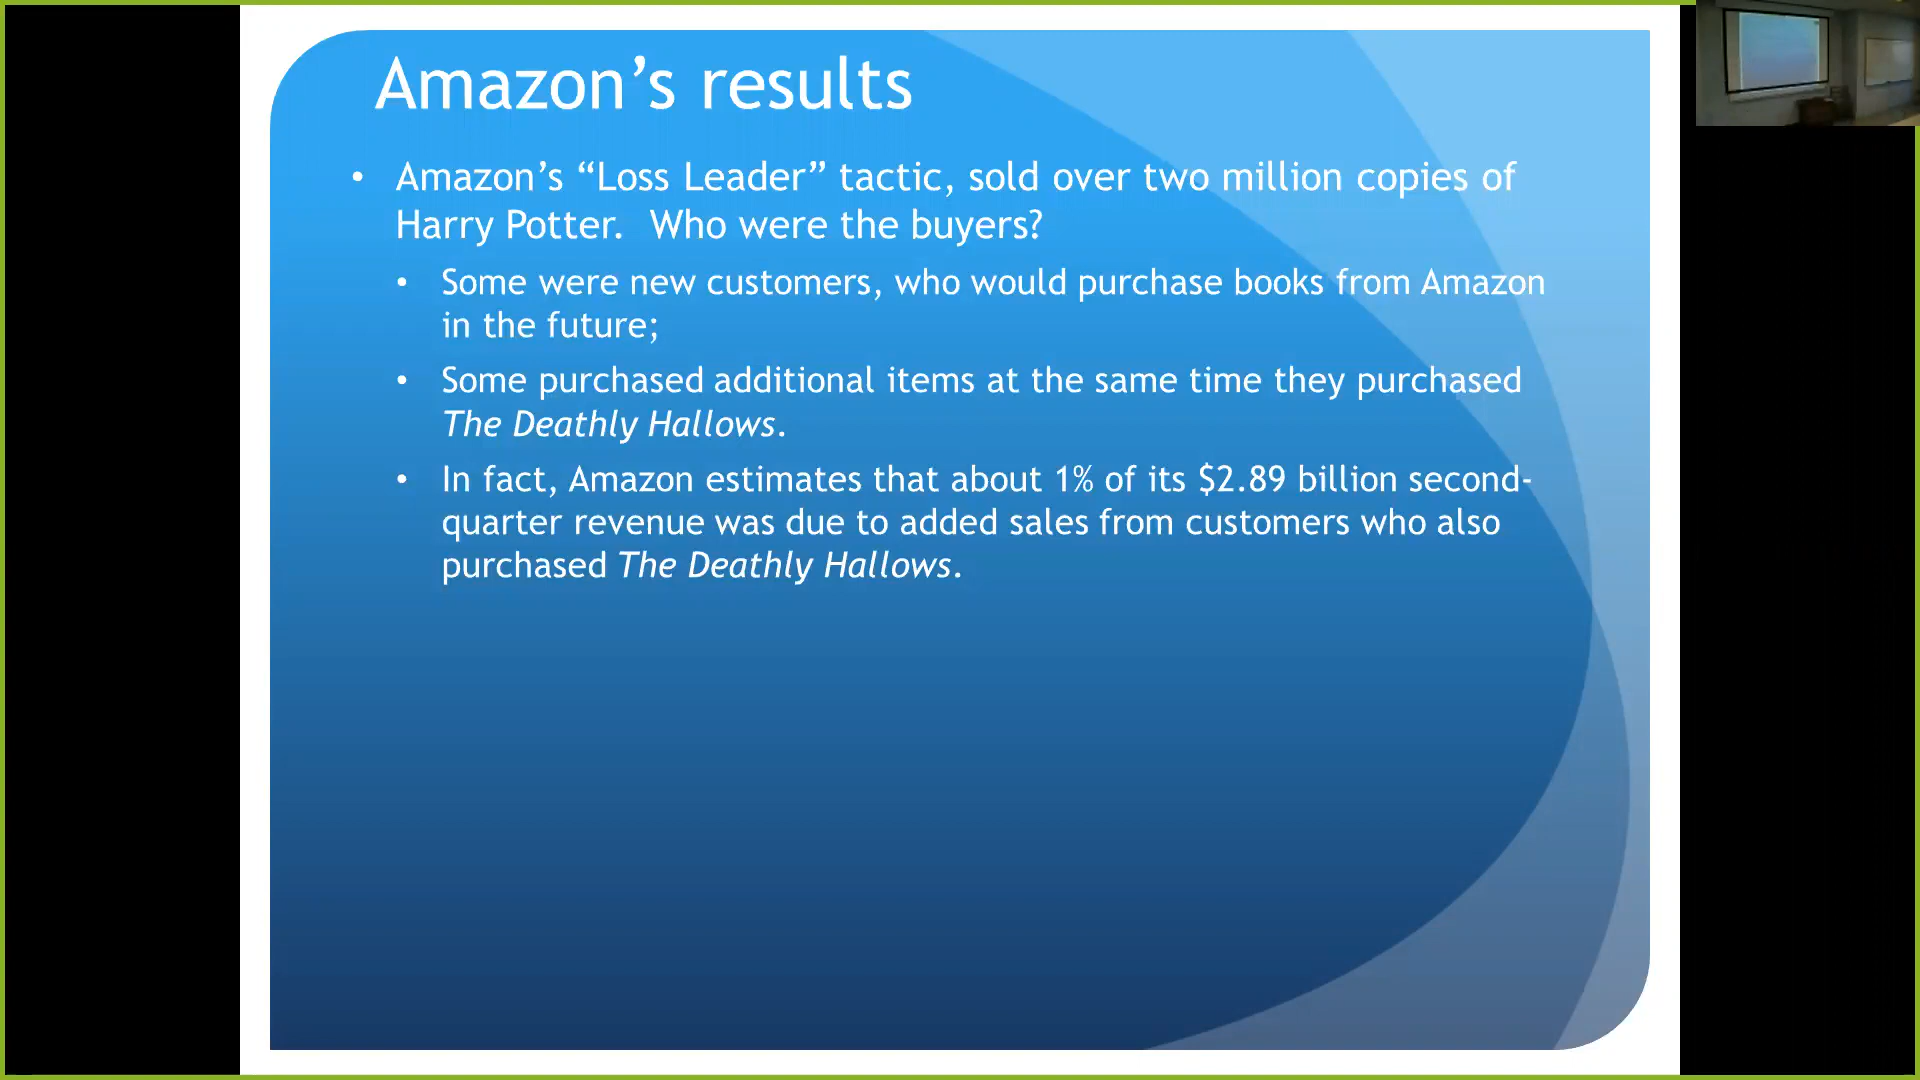 Amazon’s results
• Amazon’s “Loss Leader” tactic, sold over two million copies of
Harry Potter.  Who were the buyers?
• Some were new customers, who would purchase books from Amazon
in the future;
• Some purchased additional items at the same time they purchased
The Deathly Hallows.
• In fact, Amazon estimates that about 1% of its $2.89 billion second-
quarter revenue was due to added sales from customers who also
purchased The Deathly Hallows.